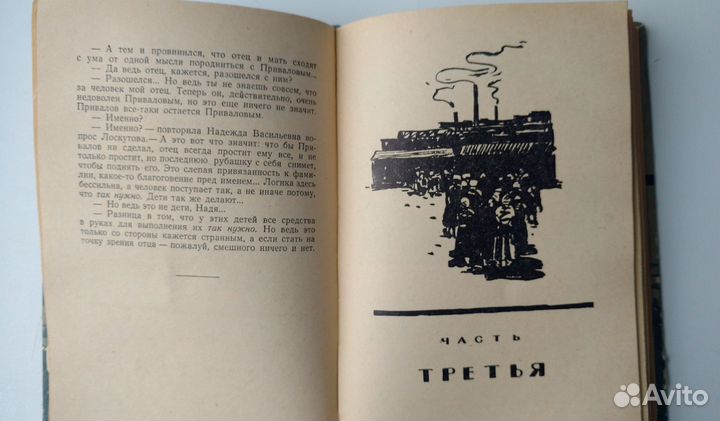 — А тем и провинился, что отец и мать сходят
с ума от одной мысли породниться с Приваловым...
— Да ведь отец, кажется, разошелся с ним?
— Разошелся... Но ведь ты не знаешь совсем, что
за человек мой отец. Теперь он, действительно, очень
недоволен Приваловым, но это еще ничего не значит.
Привалов все-таки остается Приваловым.
— Именно?
— Именно? — повторила Надежда Васильевна во-
прос Лоскутова.— А это вот что значит: что бы При-
валов ни сделал, отец всегда простит ему все, и не
только простит, но последнюю рубашку с себя снимет,
чтобы поднять его. Это слепая привязанность к фами-
лии, какое-то благоговение пред именем... Логика здесь
бессильна, а человек поступает так, а не иначе потому,
что так нужно. Дети так же делают...
— Но ведь это не дети, Надя...
— Разница в том, что у этих детей все средства
в руках для выполнения их так нужно. Но ведь это
только со стороны кажется странным, а если стать на
точку зрения отца — пожалуй, смешного ничего и нет.
ЧАСТЬ
ТРЕТЬЯ
Avito